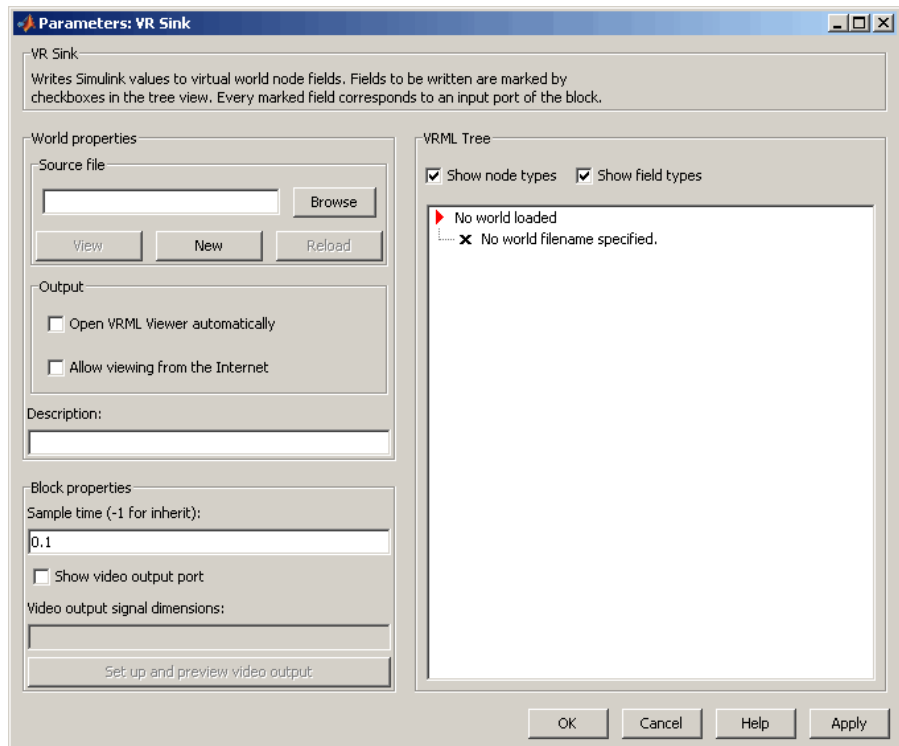 Parameters: VR Sink
VR Sink
Writes Simulink values to virtual world node fields. Fields to be written are marked by
checkboxes in the tree view. Every marked field corresponds to an input port of the block.
World properties
Source file
Browse
View
New
Reload
Output
Open VRML Viewer automatically
Allow viewing from the Internet
Description:
Block properties
Sample time (-1 for inherit):
0.1
Show video output port
Video output signal dimensions:
Set up and preview video output
VRML Tree
Show node types
Show field types
No world loaded
No world filename specified.
OK
Cancel
Help
Apply